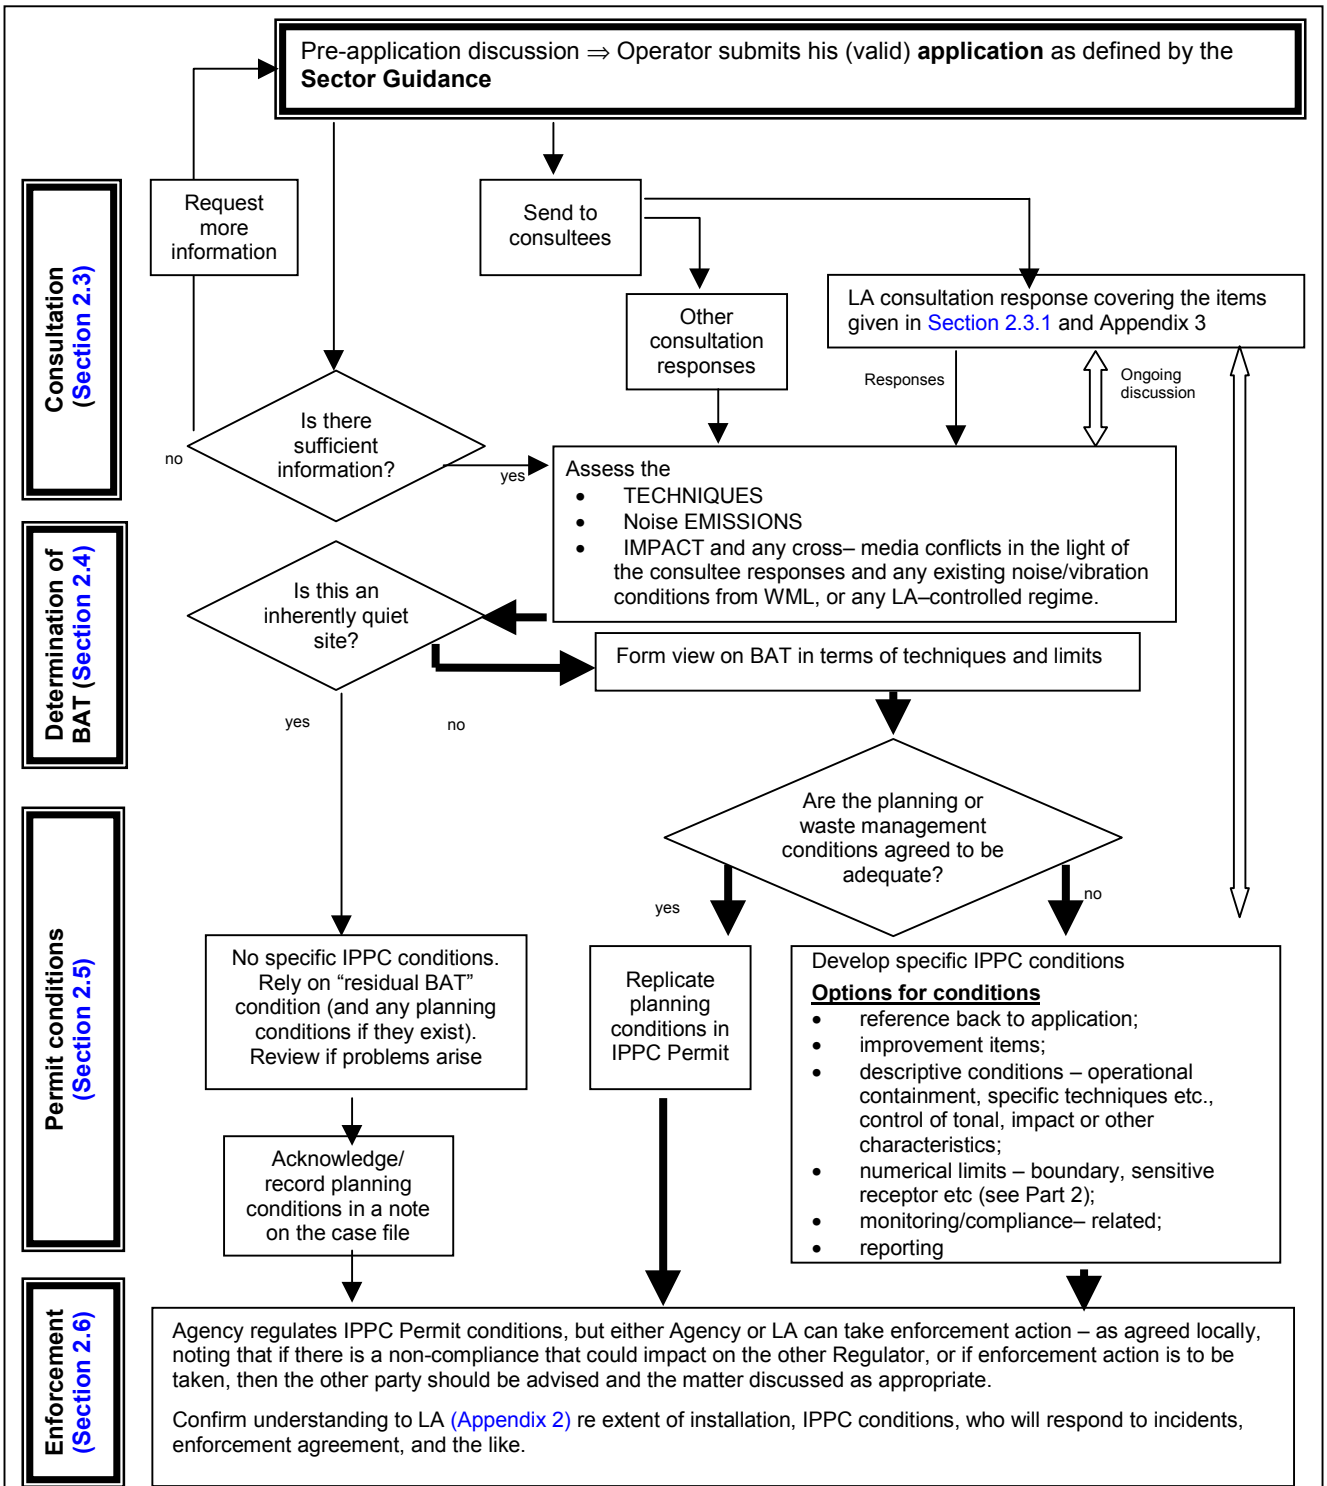 Pre-application discussion ⇒ Operator submits his (valid) application as defined by the
Sector Guidance
Consultation
(Section 2.3)
Request
more
information
Send to
consultees
Other
consultation
responses
LA consultation response covering the items
given in Section 2.3.1 and Appendix 3
Responses
Ongoing
discussion
Is there
sufficient
information?
no
yes
Assess the
• TECHNIQUES
• Noise EMISSIONS
• IMPACT and any cross– media conflicts in the light of
the consultee responses and any existing noise/vibration
conditions from WML, or any LA–controlled regime.
Determination of
BAT (Section 2.4)
Is this an
inherently quiet
site?
Form view on BAT in terms of techniques and limits
yes
no
Are the planning or
waste management
conditions agreed to be
adequate?
yes
no
Permit conditions
(Section 2.5)
No specific IPPC conditions.
Rely on “residual BAT”
condition (and any planning
conditions if they exist).
Review if problems arise
Replicate
planning
conditions in
IPPC Permit
Develop specific IPPC conditions
Options for conditions
• reference back to application;
• improvement items;
• descriptive conditions – operational
containment, specific techniques etc.,
control of tonal, impact or other
characteristics;
• numerical limits – boundary, sensitive
receptor etc (see Part 2);
• monitoring/compliance– related;
• reporting
Acknowledge/
record planning
conditions in a note
on the case file
Enforcement
(Section 2.6)
Agency regulates IPPC Permit conditions, but either Agency or LA can take enforcement action – as agreed locally,
noting that if there is a non-compliance that could impact on the other Regulator, or if enforcement action is to be
taken, then the other party should be advised and the matter discussed as appropriate.
Confirm understanding to LA (Appendix 2) re extent of installation, IPPC conditions, who will respond to incidents,
enforcement agreement, and the like.